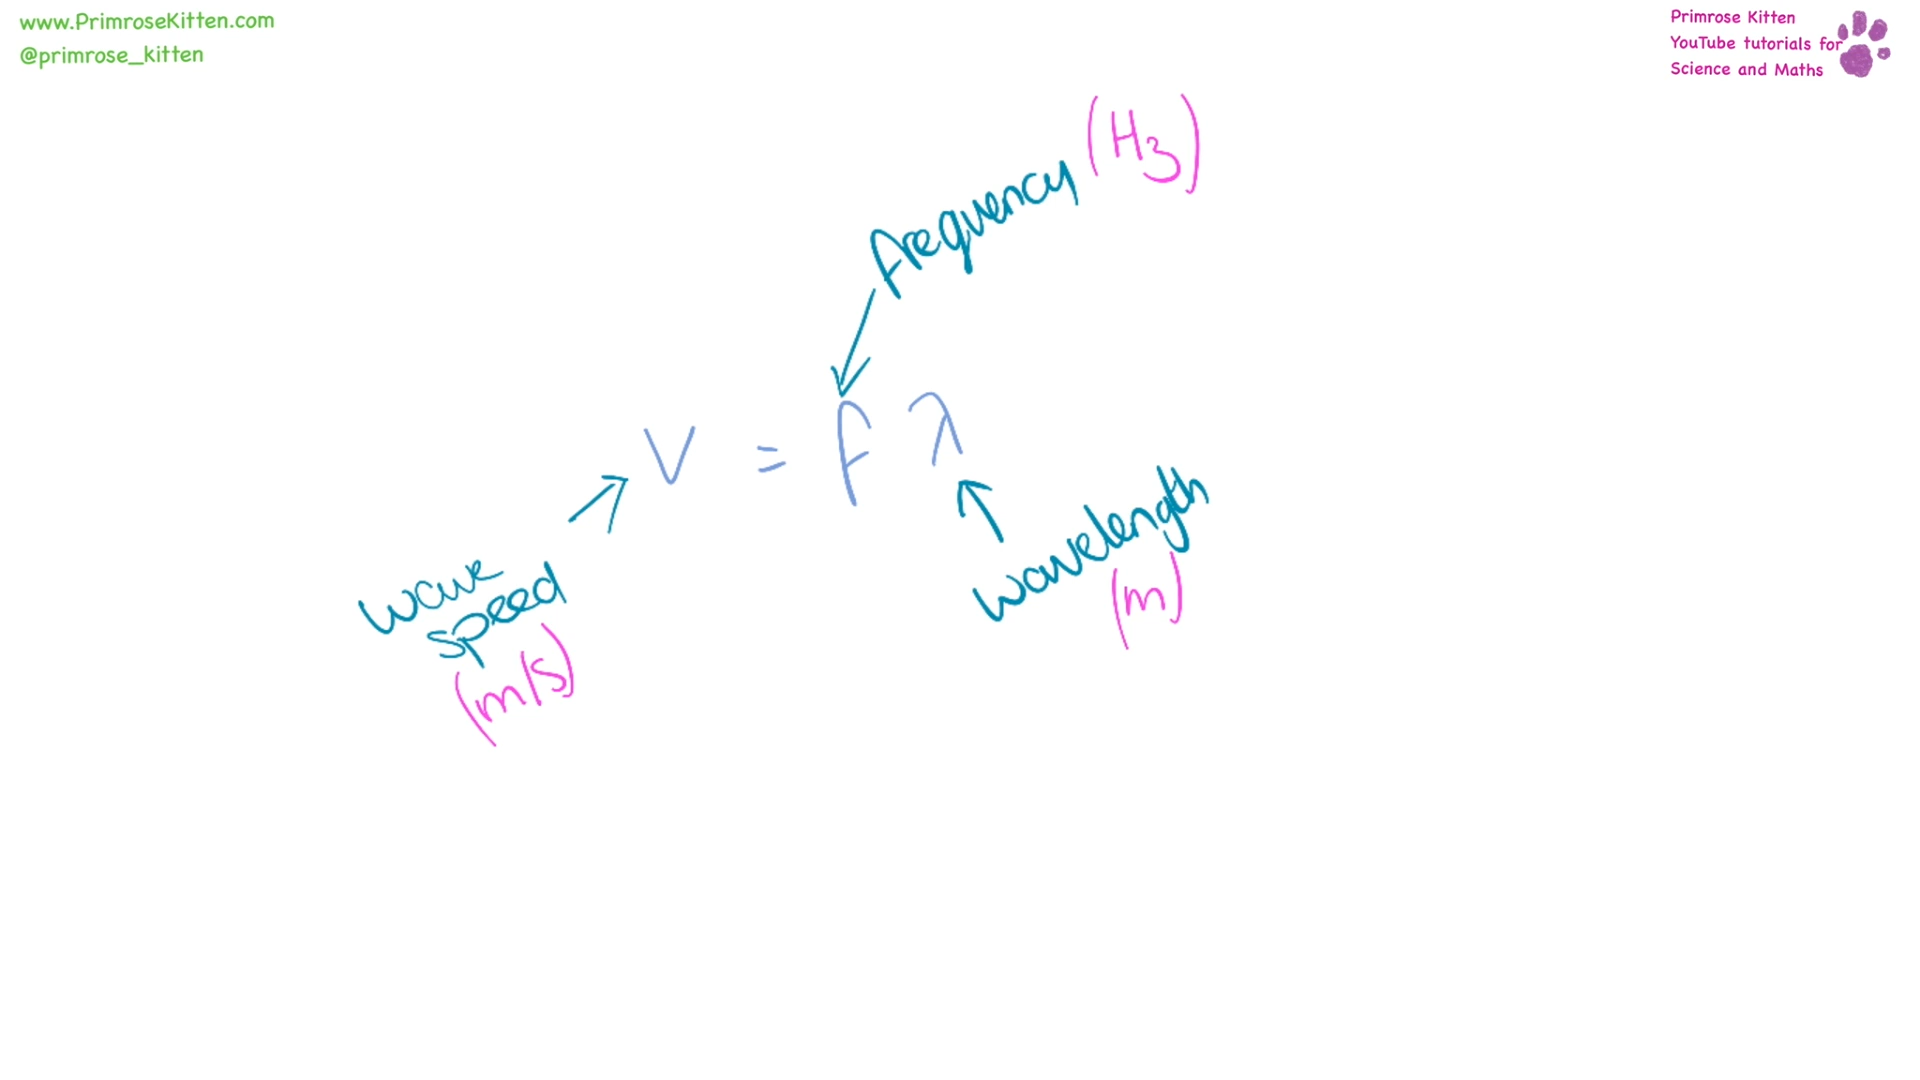 www.PrimroseKitten.com
@primrose_kitten
Primrose Kitten
YouTube tutorials for
Science and Maths
frequency (Hz)
v = f λ
wave
speed
(m/s)
wavelength
(m)